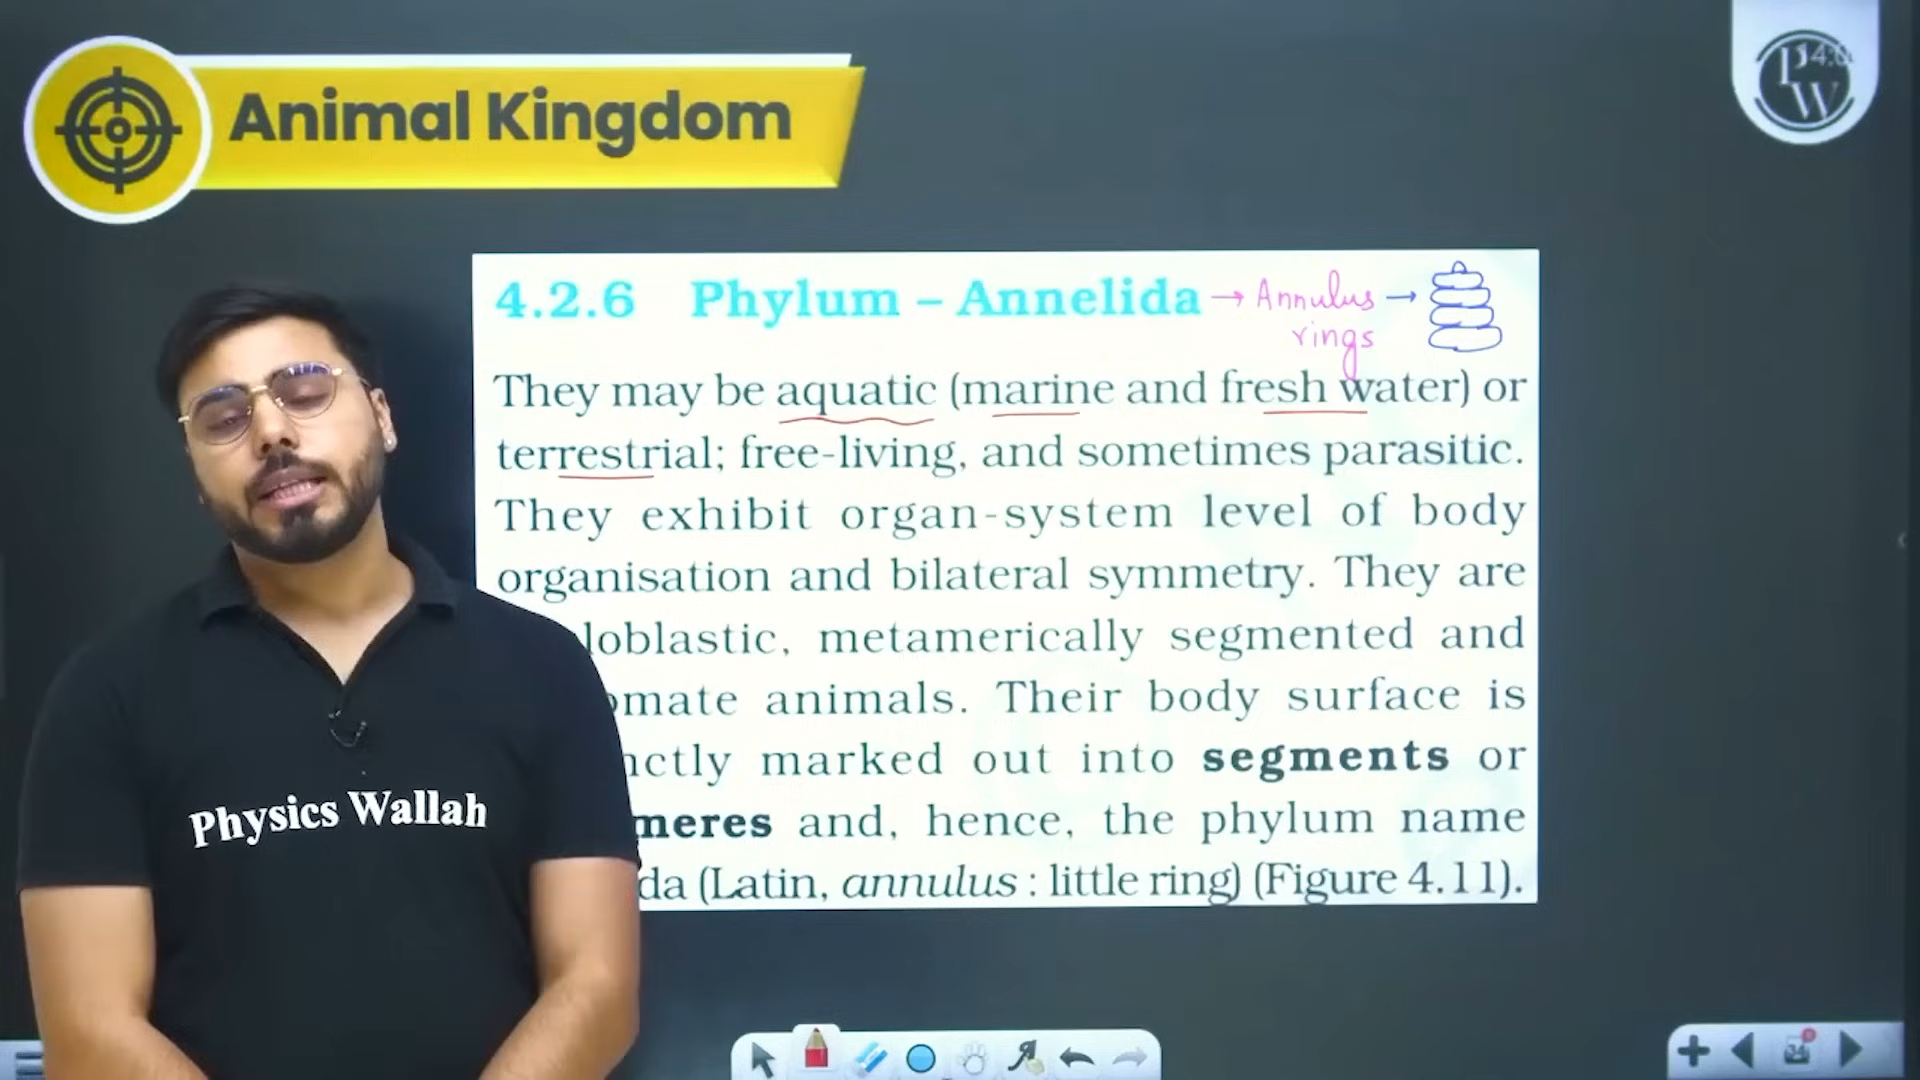 Animal Kingdom
PW
4.2.6 Phylum – Annelida → Annulus →
rings
They may be aquatic (marine and fresh water) or
terrestrial; free-living, and sometimes parasitic.
They exhibit organ-system level of body
organisation and bilateral symmetry. They are
loblastic, metamerically segmented and
omate animals. Their body surface is
nctly marked out into segments or
meres and, hence, the phylum name
da (Latin, annulus : little ring) (Figure 4.11).
Physics Wallah
34